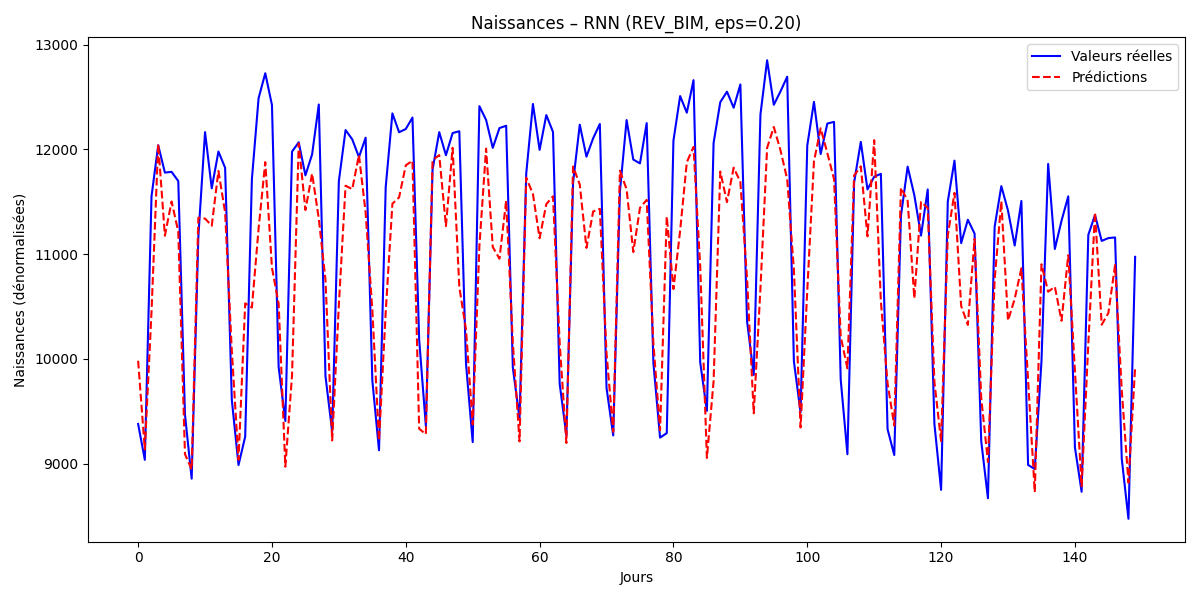 Naissances – RNN (REV_BIM, eps=0.20)
13000
12000
11000
10000
9000
Naissances (dénormalisées)
Valeurs réelles
Prédictions
0 20 40 60 80 100 120 140
Jours